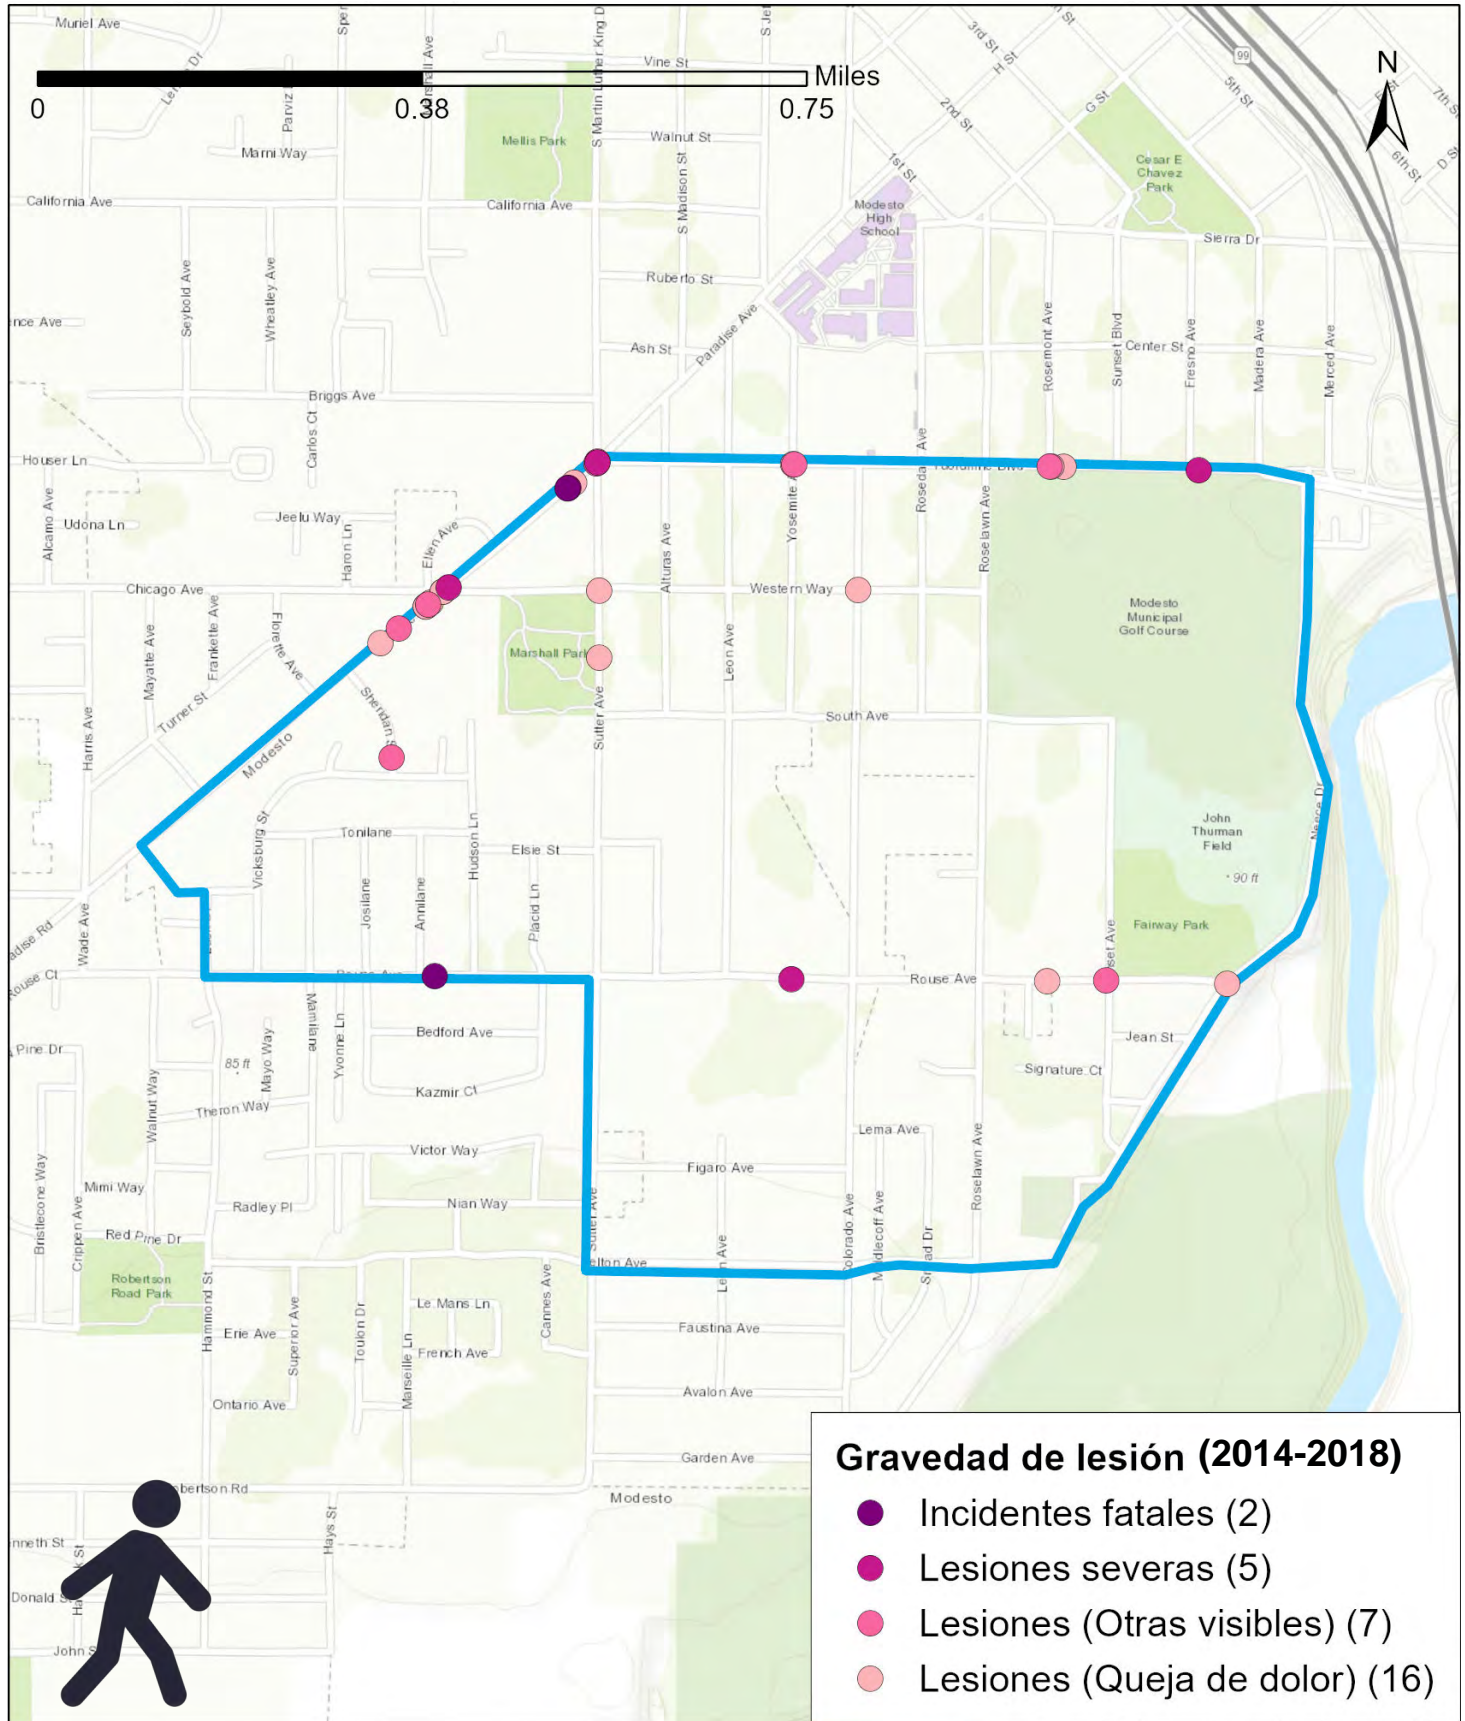 Muriel Ave
Vine St
3rd St
H St
99
5th St
7th St
N
Miles
0
0.38
0.75
G St
2nd St
6th St
Mellis Park
Walnut St
Marni Way
1st St
Cesar E
Chavez
Park
California Ave
California Ave
S Madison St
Modesto
High
School
Sierra Dr
Ruberto St
Seybold Ave
Wheatley Ave
Paradise Ave
Ash St
Center St
Rosemont Ave
Sunset Blvd
Fresno Ave
Madera Ave
Merced Ave
Briggs Ave
Carlos Ct
Houser Ln
Yosemite
Roselawn Ave
Alcamo Ave
Udona Ln
Jeelu Way
Haron Ln
Ellen Ave
Alturas Ave
Chicago Ave
Western Way
Modesto
Municipal
Golf Course
Mayatte Ave
Frankette Ave
Florette Ave
Marshall Park
Leon Ave
Harris Ave
Turner St
Sheridan
Sutter Ave
South Ave
Modesto
Vicksburg St
Tonilane
Hudson Ln
Elsie St
John
Thurman
Field
90 ft
Nence Dr
Josilane
Annilane
Placid Ln
Wade Ave
Fairway Park
Rouse Ct
Rouse Ave
Mamilane
Yvonne Ln
Bedford Ave
Jean St
Pine Dr
85 ft
Mayo Way
Kazmir Ct
Signature Ct
Walnut Way
Theron Way
Lema Ave
Victor Way
Figaro Ave
Roselawn Ave
Bristlecone Way
Mimi Way
Crippen Ave
Radley Pl
Nian Way
Sutter Ave
Colorado Ave
Middlecoff Ave
Red Pine Dr
elton Ave
Robertson
Road Park
Hammond St
Le Mans Ln
Cannes Ave
Erie Ave
Superior Ave
Toulon Dr
Marseille Ln
French Ave
Faustina Ave
Ontario Ave
Avalon Ave
Garden Ave
obertson Rd
Modesto
Hays St
nneth St
Donald S
John S
Gravedad de lesión (2014-2018)
Incidentes fatales (2)
Lesiones severas (5)
Lesiones (Otras visibles) (7)
Lesiones (Queja de dolor) (16)